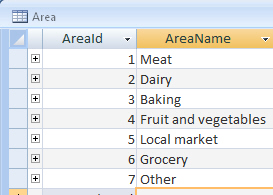 Area
AreaId AreaName
1 Meat
2 Dairy
3 Baking
4 Fruit and vegetables
5 Local market
6 Grocery
7 Other